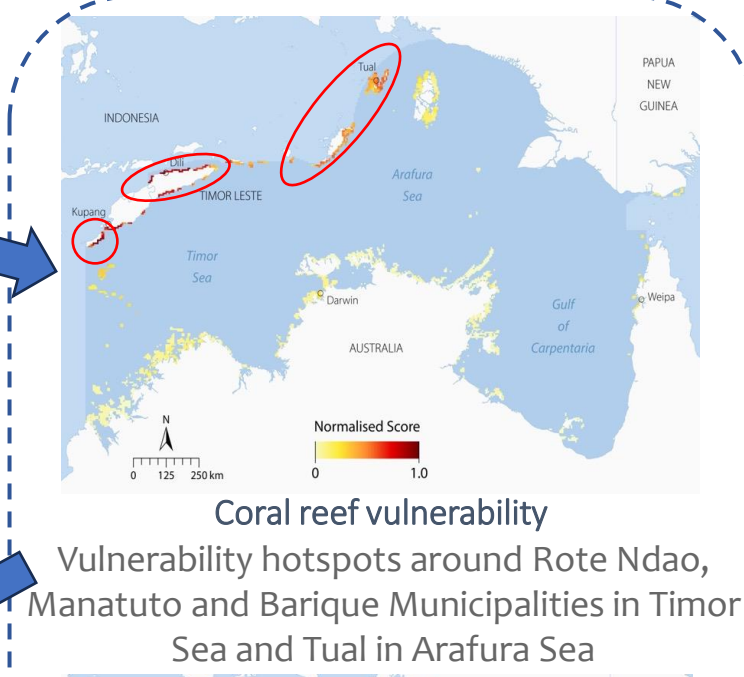 Tual
PAPUA
NEW
GUINEA
INDONESIA
Dili
Arafura
Sea
TIMOR LESTE
Kupang
Timor
Sea
Darwin
Weipa
Gulf
of
Carpentaria
AUSTRALIA
N
Normalised Score
0 125 250 km
0 1.0
Coral reef vulnerability
Vulnerability hotspots around Rote Ndao,
Manatuto and Barique Municipalities in Timor
Sea and Tual in Arafura Sea